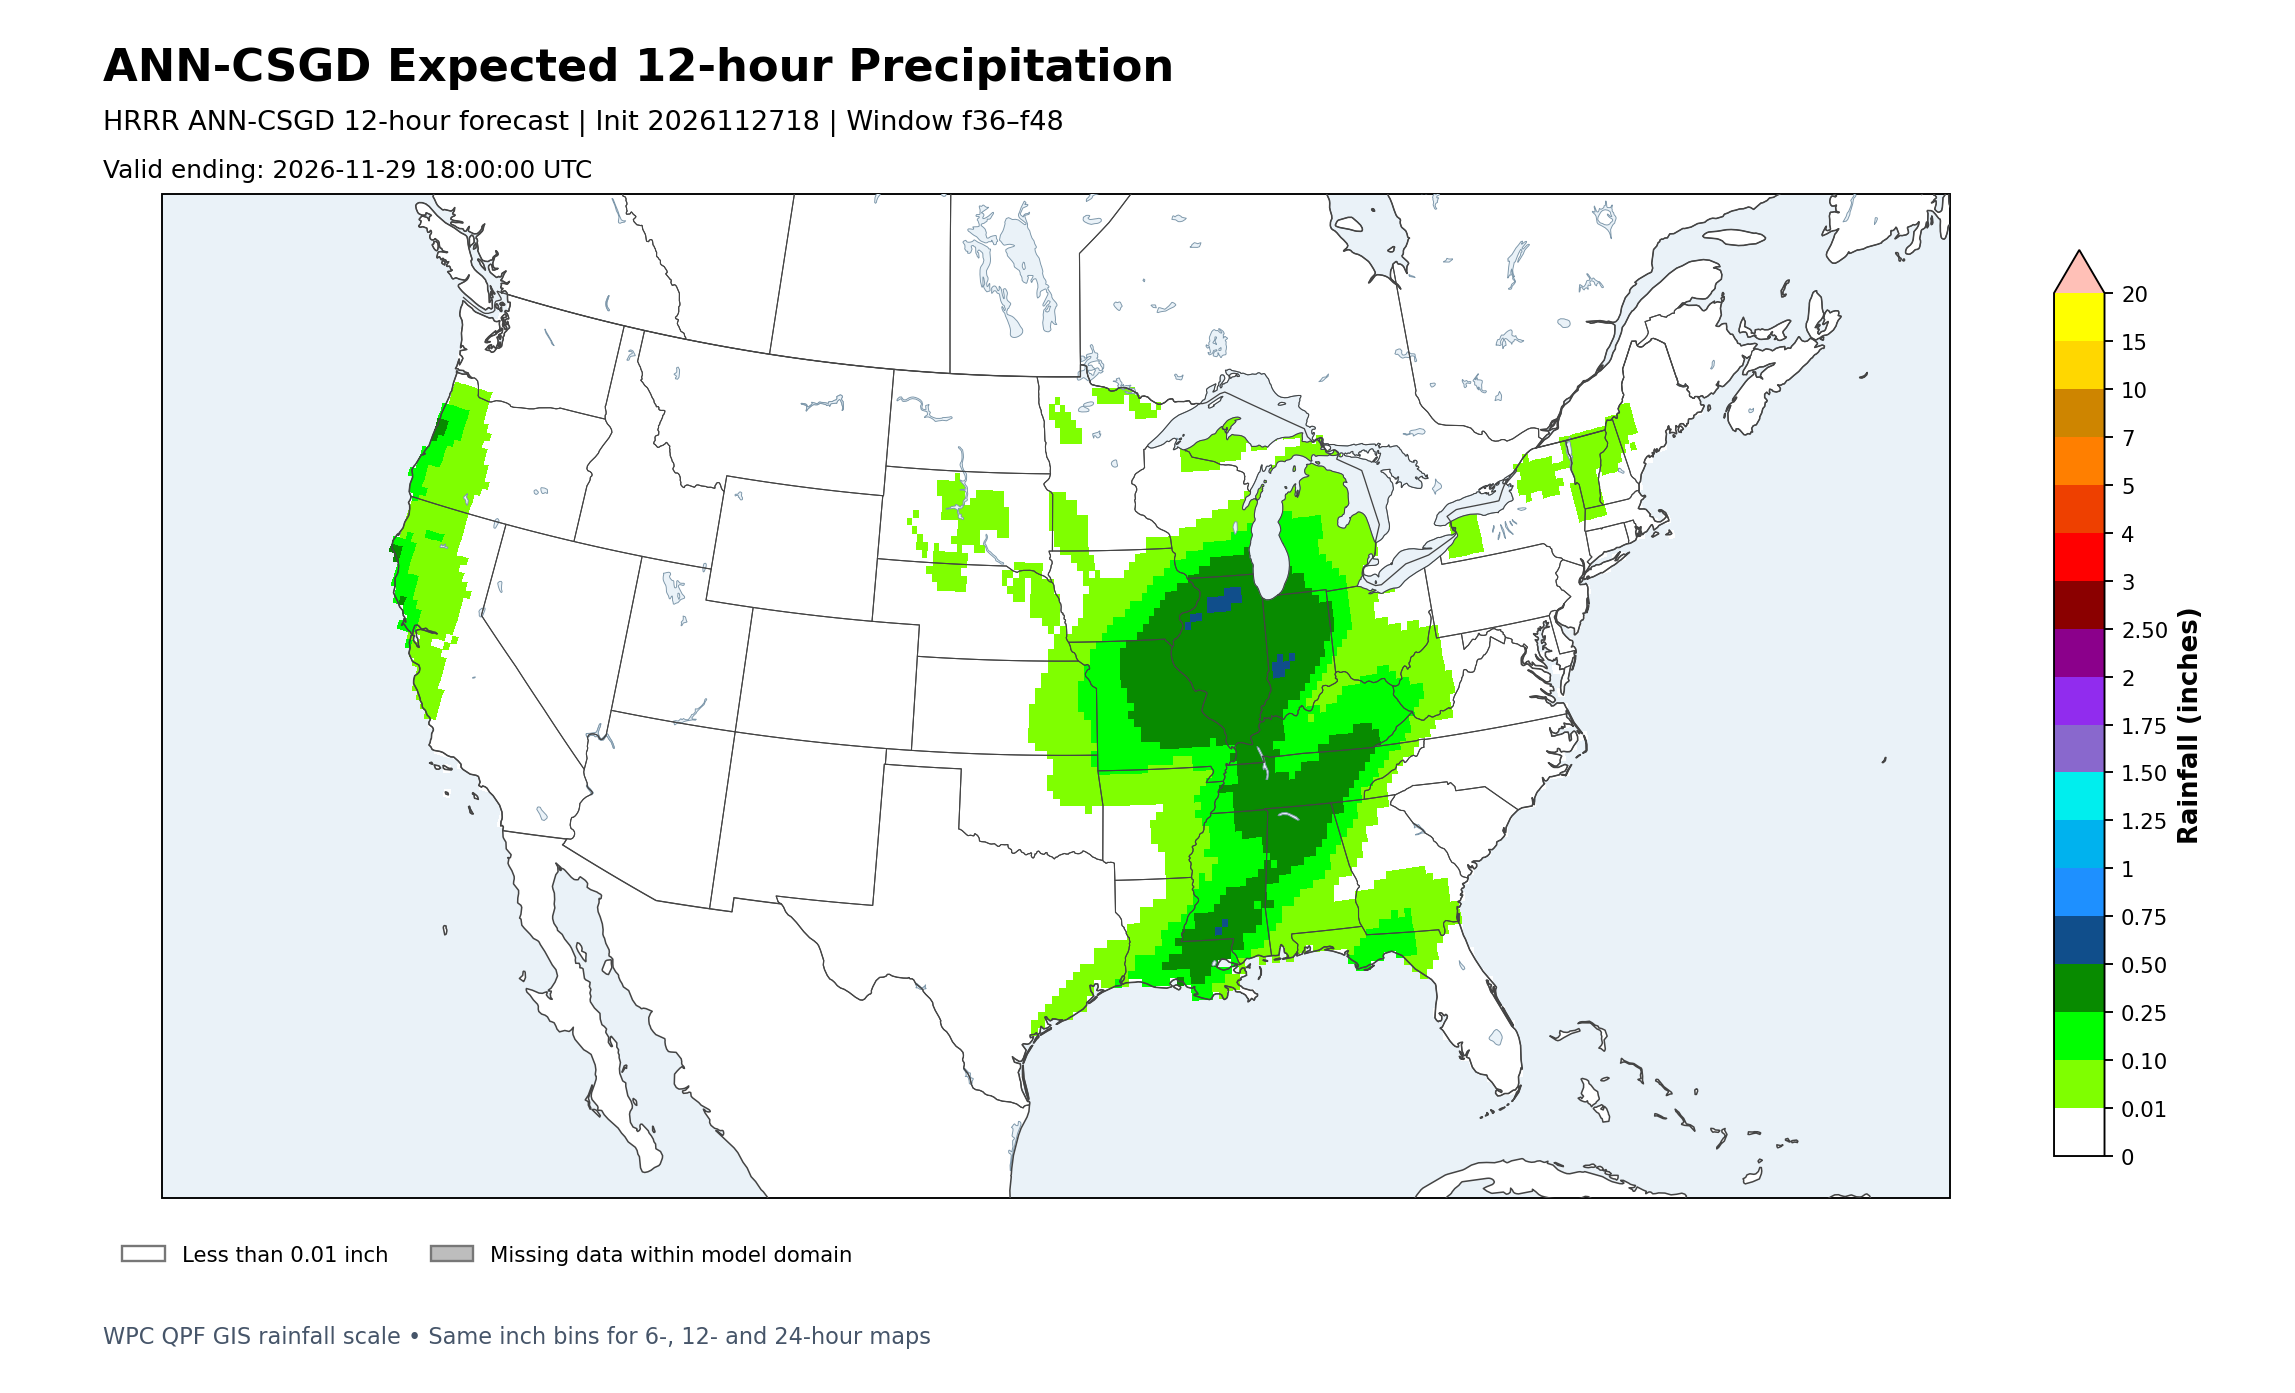 ANN-CSGD Expected 12-hour Precipitation
HRRR ANN-CSGD 12-hour forecast | Init 2026112718 | Window f36–f48
Valid ending: 2026-11-29 18:00:00 UTC
20
15
10
7
5
4
3
2.50
2
1.75
1.50
1.25
1
0.75
0.50
0.25
0.10
0.01
0
Rainfall (inches)
Less than 0.01 inch
Missing data within model domain
WPC QPF GIS rainfall scale • Same inch bins for 6-, 12- and 24-hour maps